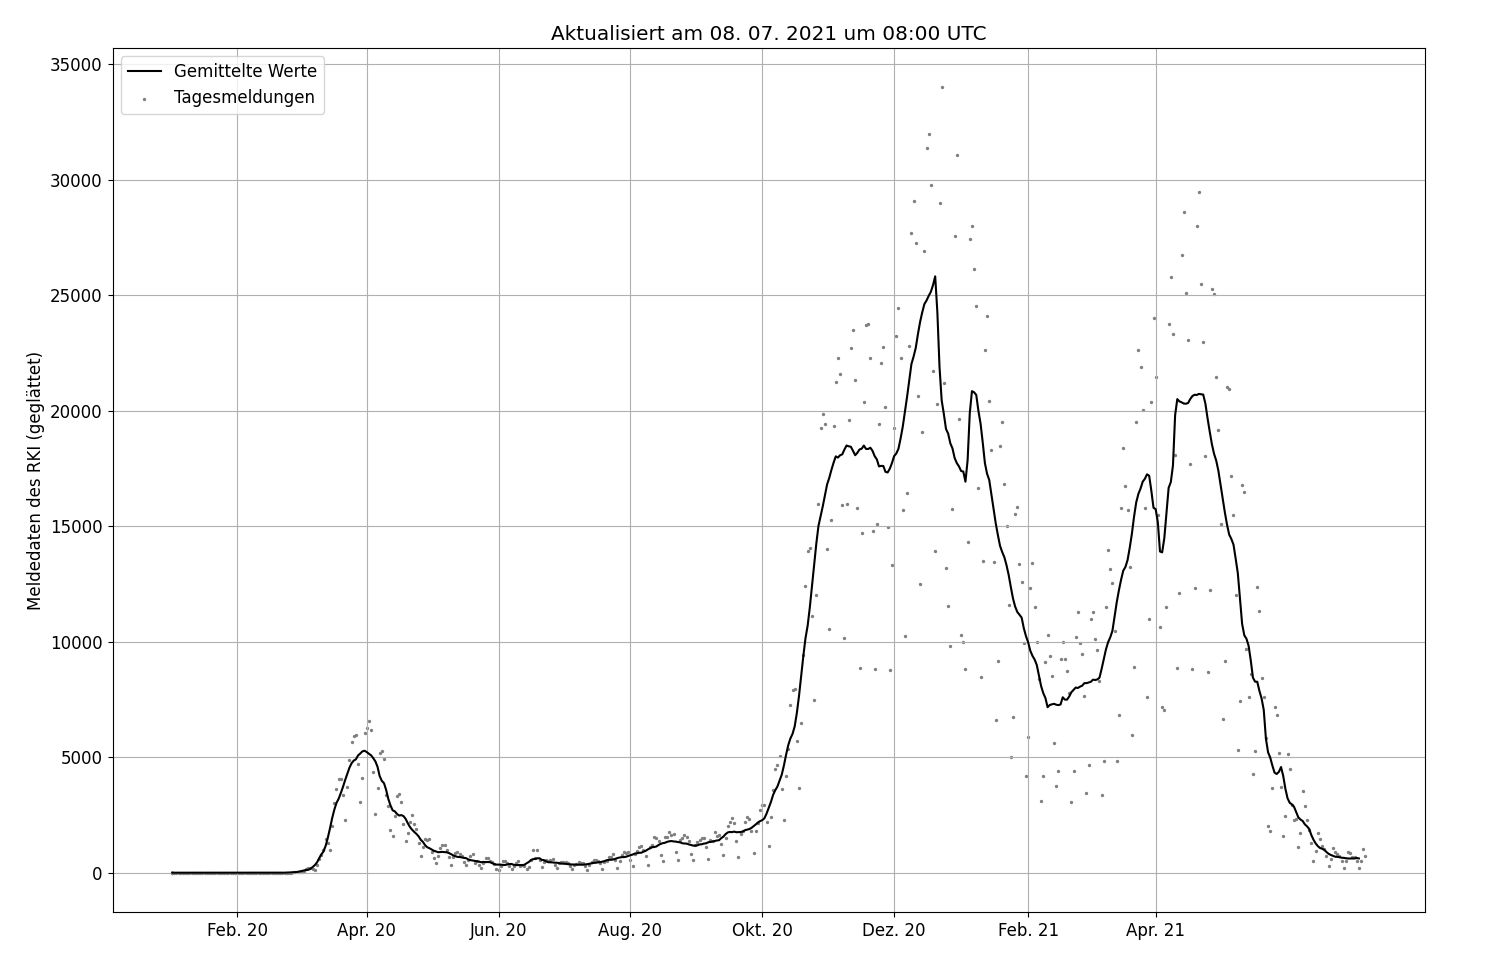 Aktualisiert am 08. 07. 2021 um 08:00 UTC
Gemittelte Werte
Tagesmeldungen
Meldedaten des RKI (geglättet)
35000
30000
25000
20000
15000
10000
5000
0
Feb. 20 Apr. 20 Jun. 20 Aug. 20 Okt. 20 Dez. 20 Feb. 21 Apr. 21